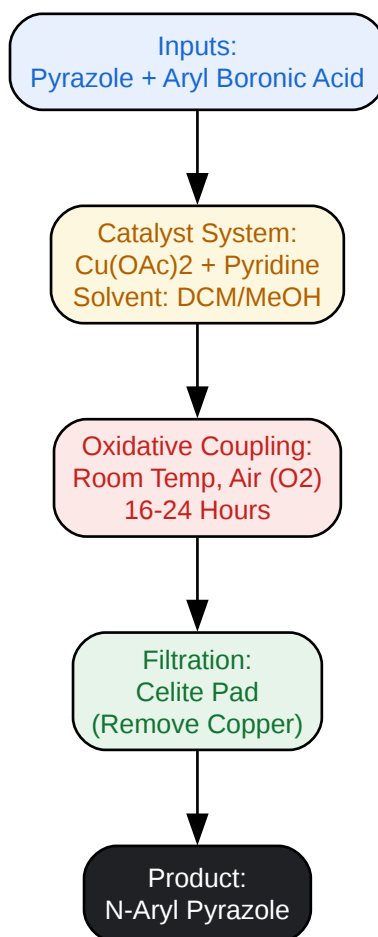 Inputs:
Pyrazole + Aryl Boronic Acid
Catalyst System:
Cu(OAc)2 + Pyridine
Solvent: DCM/MeOH
Oxidative Coupling:
Room Temp, Air (O2)
16-24 Hours
Filtration:
Celite Pad
(Remove Copper)
Product:
N-Aryl Pyrazole